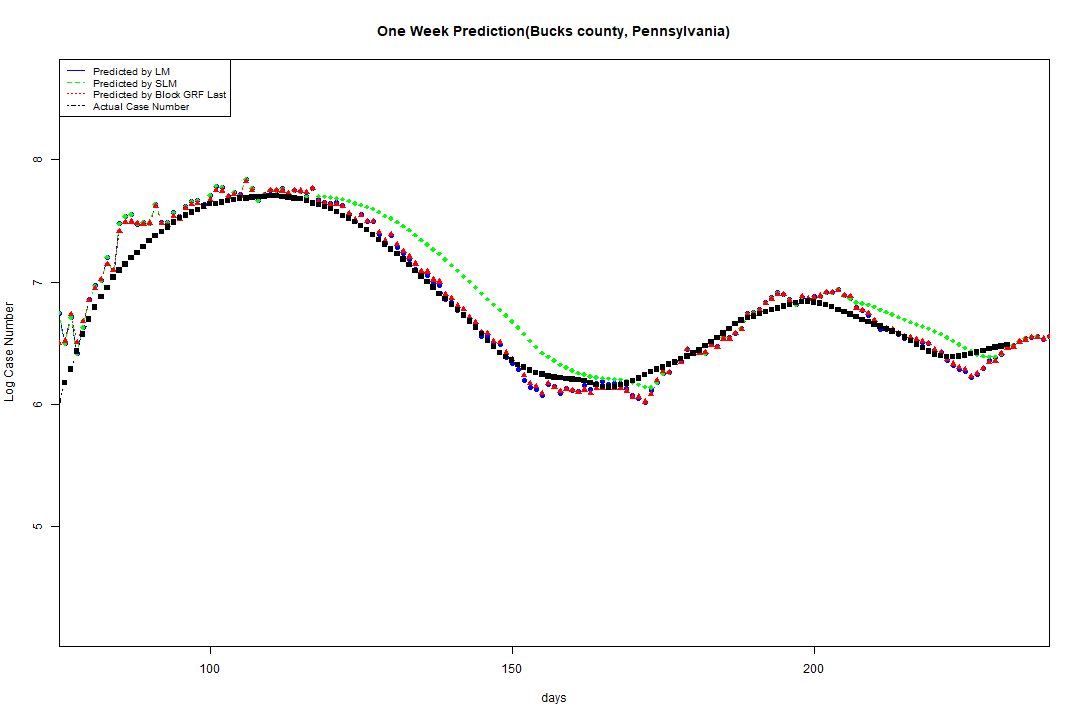 One Week Prediction(Bucks county, Pennsylvania)
Predicted by LM
Predicted by SLM
Predicted by Block GRF Last
Actual Case Number
8
7
6
5
Log Case Number
100 150 200
days